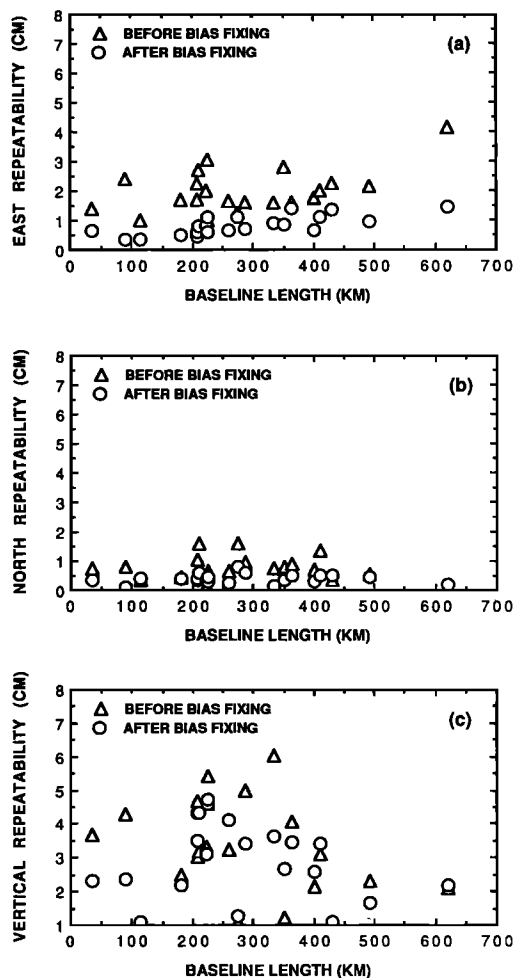 8
7
6
5
4
3
2
1
0
EAST REPEATABILITY (CM)
BEFORE BIAS FIXING
AFTER BIAS FIXING
(a)
0 100 200 300 400 500 600 700
BASELINE LENGTH (KM)
8
7
6
5
4
3
2
1
0
NORTH REPEATABILITY (CM)
BEFORE BIAS FIXING
AFTER BIAS FIXING
(b)
0 100 200 300 400 500 600 700
BASELINE LENGTH (KM)
8
7
6
5
4
3
2
1
VERTICAL REPEATABILITY (CM)
BEFORE BIAS FIXING
AFTER BIAS FIXING
(c)
0 100 200 300 400 500 600 700
BASELINE LENGTH (KM)